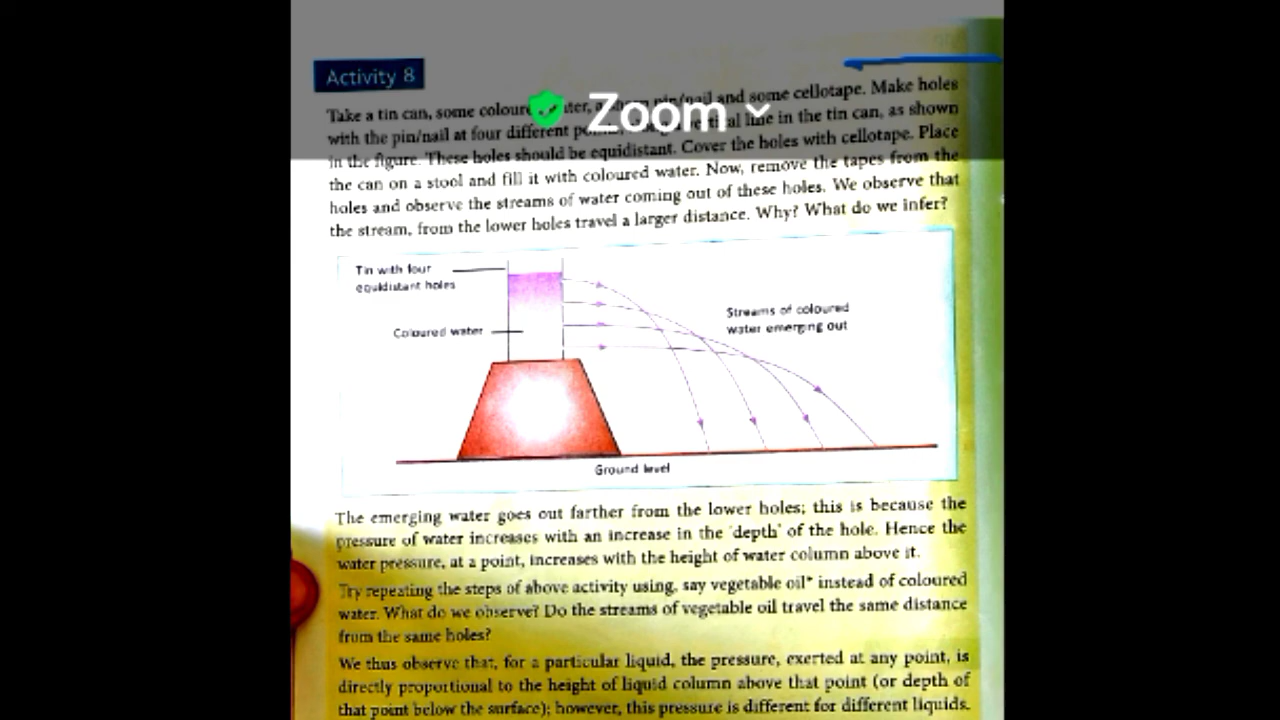 Activity 8
Zoom
Take a tin can, some coloured water, a pin/nail and some cellotape. Make holes
with the pin/nail at four different vertical line in the tin can, as shown
in the figure. These holes should be equidistant. Cover the holes with cellotape. Place
the can on a stool and fill it with coloured water. Now, remove the tapes from the
holes and observe the streams of water coming out of these holes. We observe that
the stream, from the lower holes travel a larger distance. Why? What do we infer?
Tin with four
equidistant holes
Coloured water
Streams of coloured
water emerging out
Ground level
The emerging water goes out farther from the lower holes; this is because the
pressure of water increases with an increase in the 'depth' of the hole. Hence the
water pressure, at a point, increases with the height of water column above it.
Try repeating the steps of above activity using, say vegetable oil* instead of coloured
water. What do we observe? Do the streams of vegetable oil travel the same distance
from the same holes?
We thus observe that, for a particular liquid, the pressure, exerted at any point, is
directly proportional to the height of liquid column above that point (or depth of
that point below the surface); however, this pressure is different for different liquids.